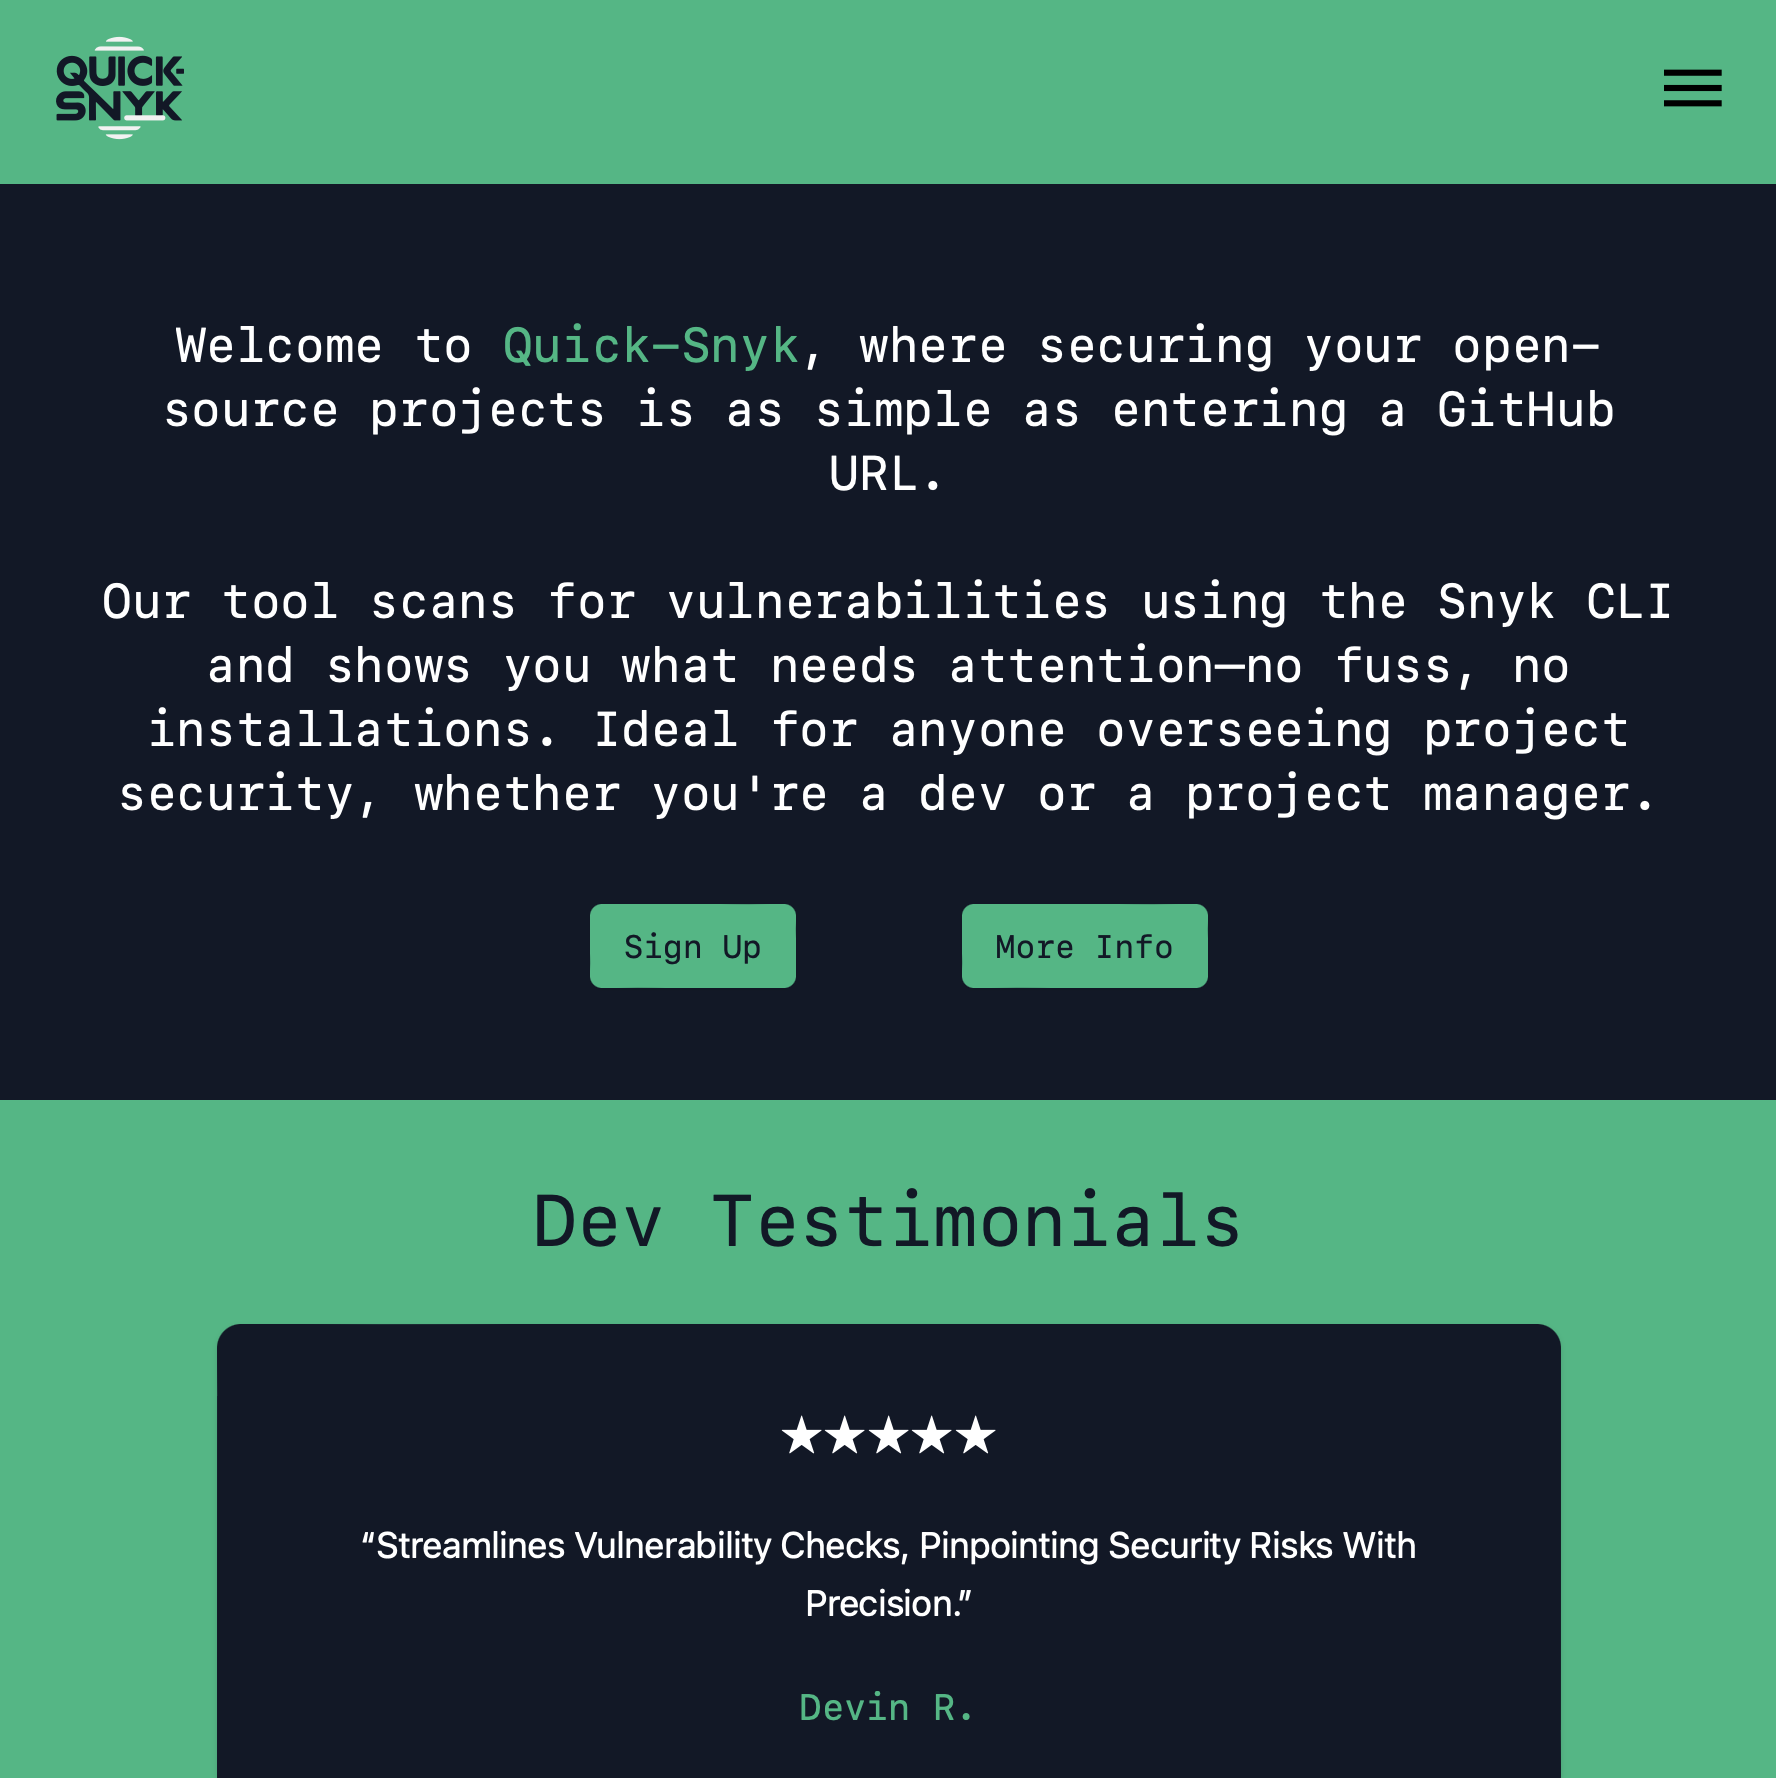 QUICK-
SNYK
Welcome to Quick-Snyk, where securing your open-
source projects is as simple as entering a GitHub
URL.
Our tool scans for vulnerabilities using the Snyk CLI
and shows you what needs attention—no fuss, no
installations. Ideal for anyone overseeing project
security, whether you're a dev or a project manager.
Sign Up
More Info
Dev Testimonials
★★★★★
“Streamlines Vulnerability Checks, Pinpointing Security Risks With
Precision.”
Devin R.